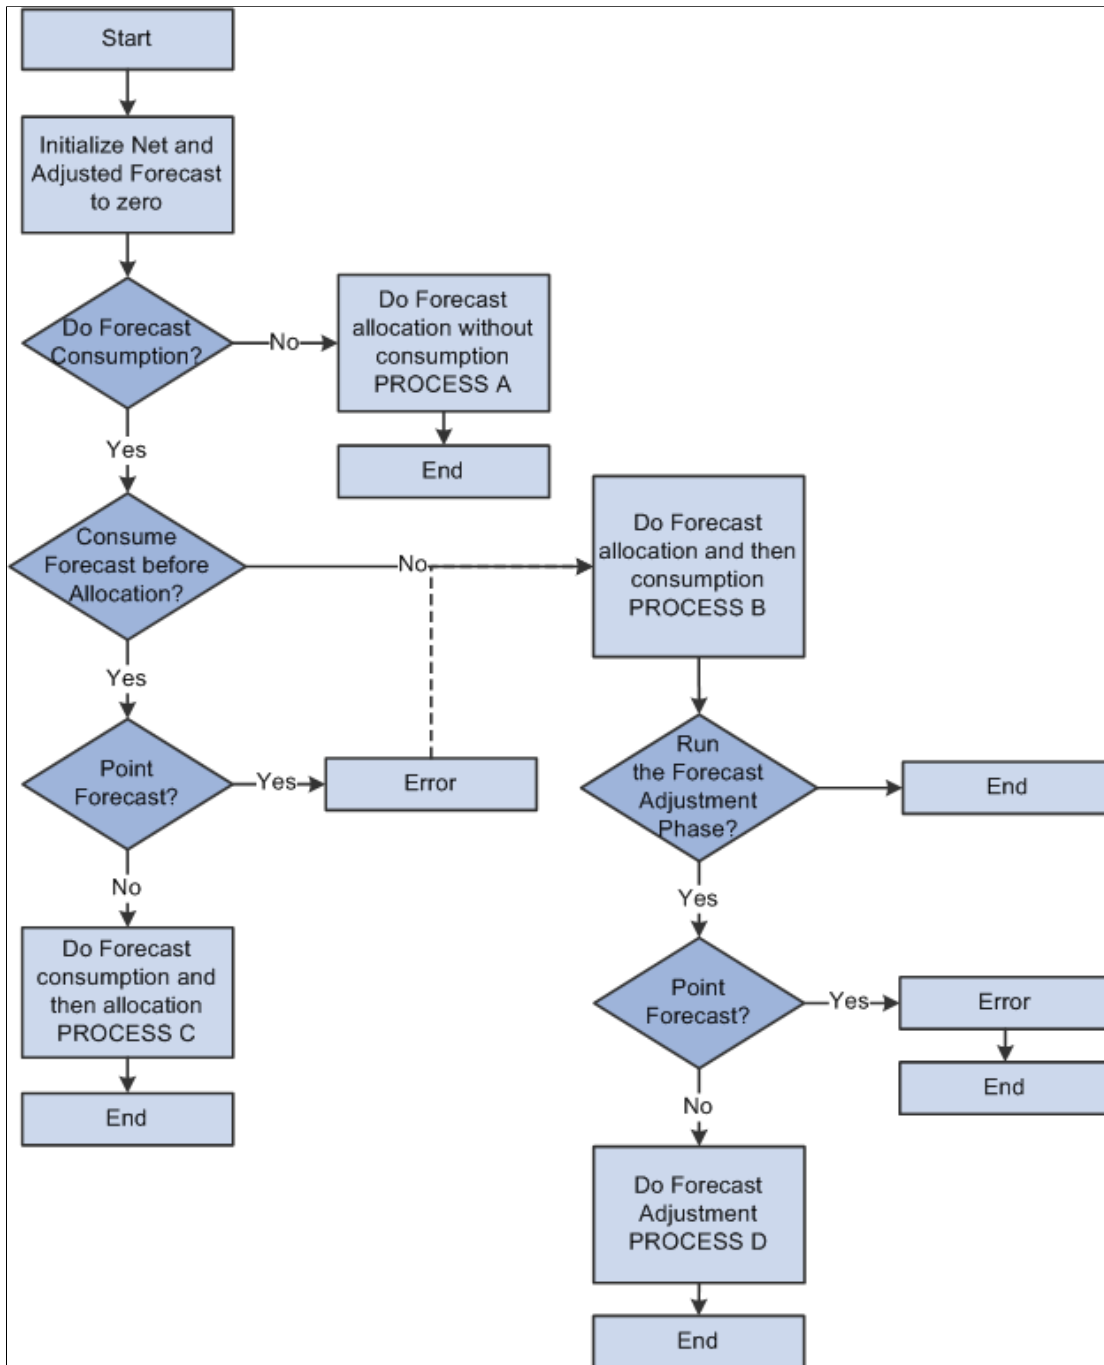 Start
Initialize Net and
Adjusted Forecast
to zero
Do Forecast
Consumption?
No
Do Forecast
allocation without
consumption
PROCESS A
End
Yes
Consume
Forecast before
Allocation?
No
Do Forecast
allocation and then
consumption
PROCESS B
Yes
Point
Forecast?
Yes
Error
Run
the Forecast
Adjustment
Phase?
End
No
Do Forecast
consumption and
then allocation
PROCESS C
End
Yes
Point
Forecast?
Yes
Error
End
No
Do Forecast
Adjustment
PROCESS D
End